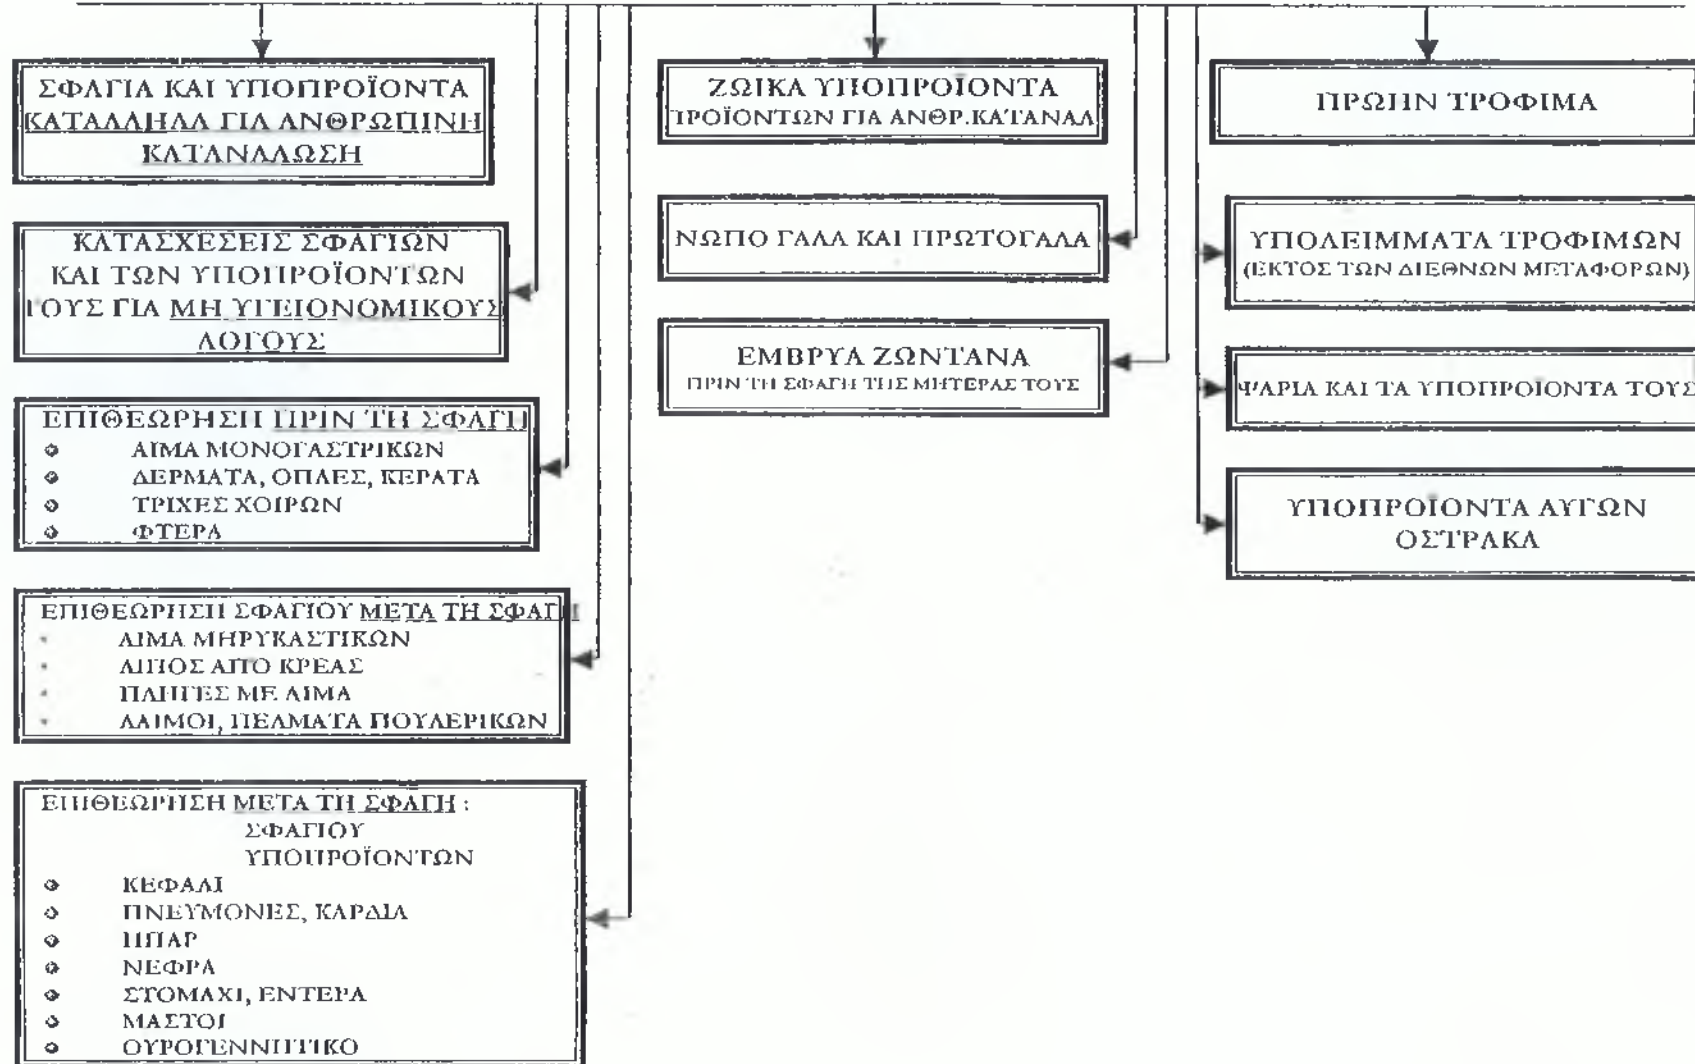 ΣΦΑΓΙΑ ΚΑΙ ΥΠΟΠΡΟΪΟΝΤΑ
ΚΑΤΑΛΛΗΛΑ ΓΙΑ ΑΝΘΡΩΠΙΝΗ
ΚΑΤΑΝΑΛΩΣΗ
ΚΑΤΑΣΧΕΣΕΙΣ ΣΦΑΓΙΩΝ
ΚΑΙ ΤΩΝ ΥΠΟΠΡΟΪΟΝΤΩΝ
ΤΟΥΣ ΓΙΑ ΜΗ ΥΓΕΙΟΝΟΜΙΚΟΥΣ
ΛΟΓΟΥΣ
ΕΠΙΘΕΩΡΗΣΗ ΠΡΙΝ ΤΗ ΣΦΑΓΗ
ΑΙΜΑ ΜΟΝΟΓΑΣΤΡΙΚΩΝ
ΔΕΡΜΑΤΑ, ΟΠΛΕΣ, ΚΕΡΑΤΑ
ΤΡΙΧΕΣ ΧΟΙΡΩΝ
ΦΤΕΡΑ
ΕΠΙΘΕΩΡΗΣΗ ΣΦΑΓΙΟΥ ΜΕΤΑ ΤΗ ΣΦΑΓΗ
ΑΙΜΑ ΜΗΡΥΚΑΣΤΙΚΩΝ
ΛΙΠΟΣ ΑΠΟ ΚΡΕΑΣ
ΠΛΗΓΕΣ ΜΕ ΑΙΜΑ
ΛΑΙΜΟΙ, ΠΕΛΜΑΤΑ ΠΟΥΛΕΡΙΚΩΝ
ΕΠΙΘΕΩΡΗΣΗ ΜΕΤΑ ΤΗ ΣΦΑΓΗ :
ΣΦΑΓΙΟΥ
ΥΠΟΠΡΟΪΟΝΤΩΝ
ΚΕΦΑΛΙ
ΠΝΕΥΜΟΝΕΣ, ΚΑΡΔΙΑ
ΗΠΑΡ
ΝΕΦΡΑ
ΣΤΟΜΑΧΙ, ΕΝΤΕΡΑ
ΜΑΣΤΟΙ
ΟΥΡΟΓΕΝΝΗΤΙΚΟ
ΖΩΙΚΑ ΥΠΟΠΡΟΪΟΝΤΑ
ΠΡΟΪΟΝΤΩΝ ΓΙΑ ΑΝΘΡ.ΚΑΤΑΝΑΛ
ΝΩΠΟ ΓΑΛΑ ΚΑΙ ΠΡΩΤΟΓΑΛΑ
ΕΜΒΡΥΑ ΖΩΝΤΑΝΑ
ΠΡΙΝ ΤΗ ΣΦΑΓΗ ΤΗΣ ΜΗΤΕΡΑΣ ΤΟΥΣ
ΠΡΩΗΝ ΤΡΟΦΙΜΑ
ΥΠΟΛΕΙΜΜΑΤΑ ΤΡΟΦΙΜΩΝ
(ΕΚΤΟΣ ΤΩΝ ΔΙΕΘΝΩΝ ΜΕΤΑΦΟΡΩΝ)
ΨΑΡΙΑ ΚΑΙ ΤΑ ΥΠΟΠΡΟΙΟΝΤΑ ΤΟΥΣ
ΥΠΟΠΡΟΪΟΝΤΑ ΑΥΓΩΝ
ΟΣΤΡΑΚΑ